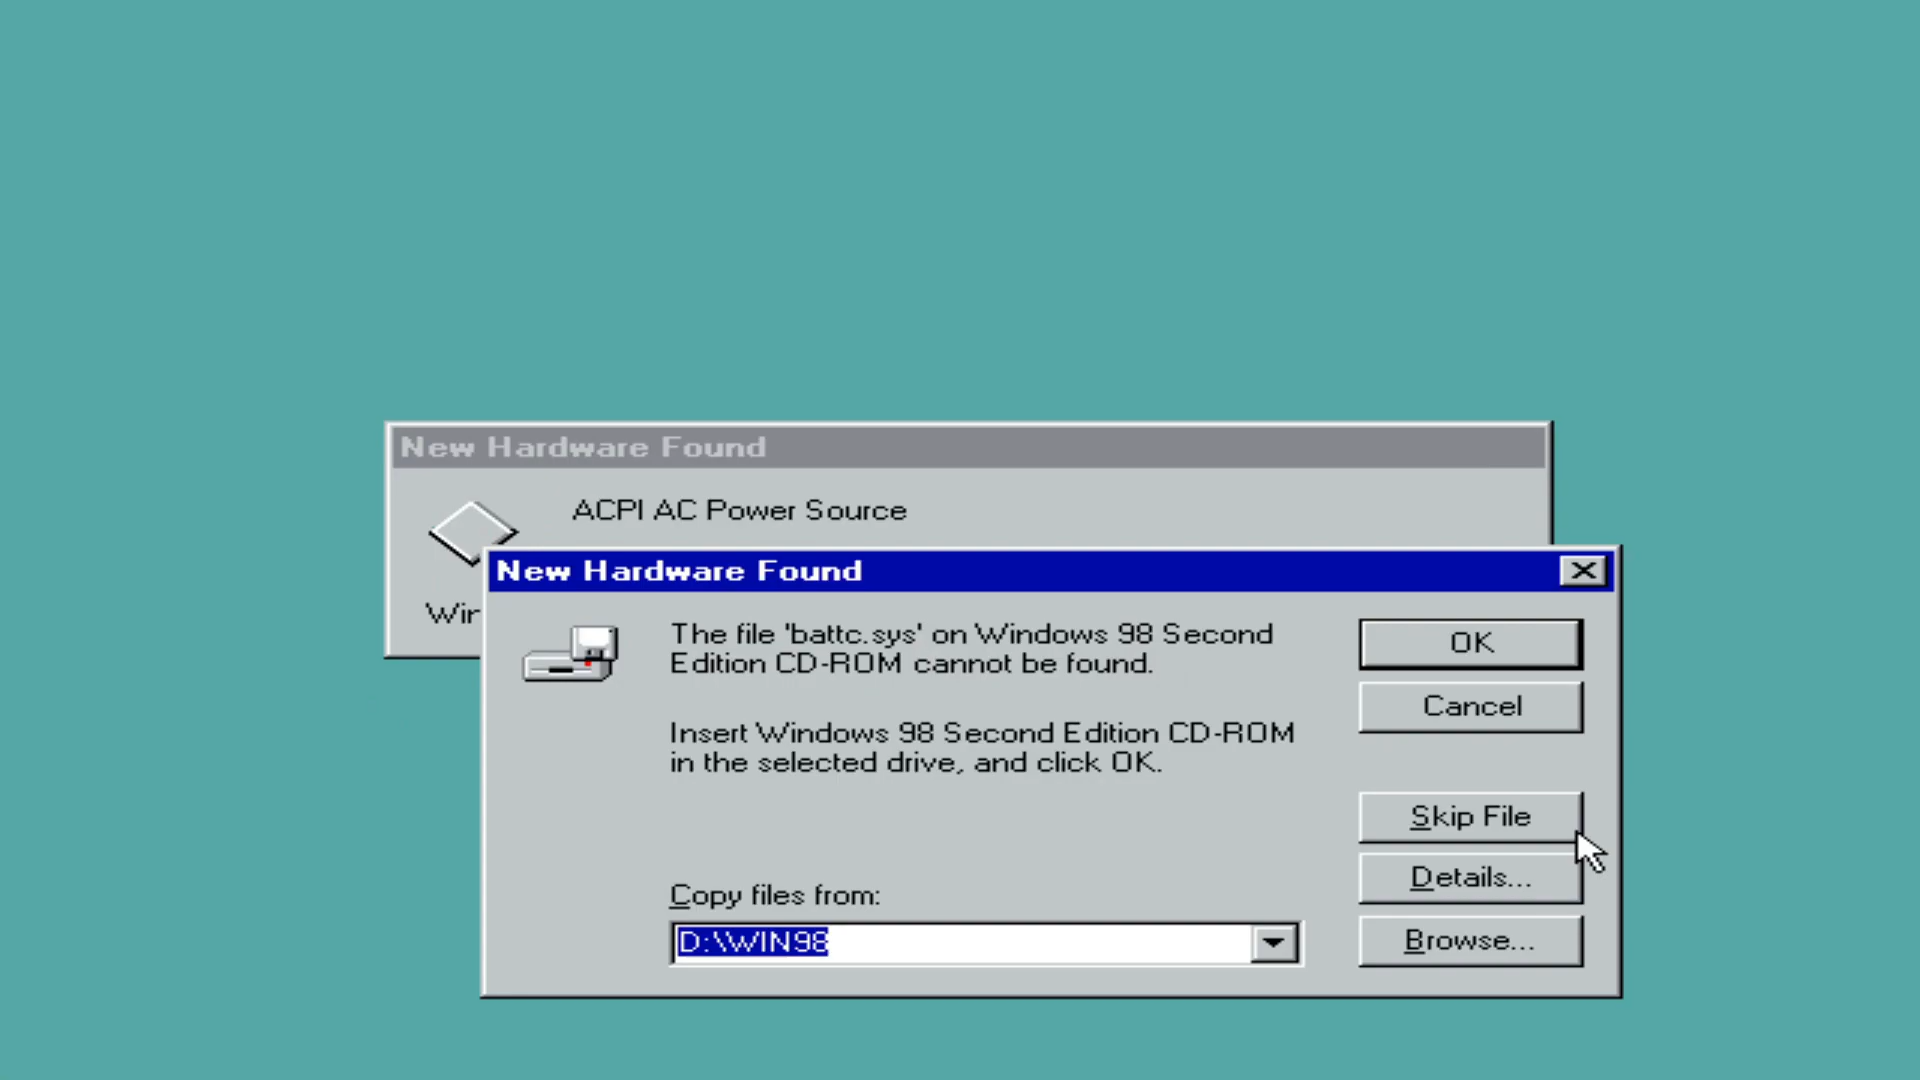 New Hardware Found
ACPI AC Power Source
New Hardware Found
The file 'battc.sys' on Windows 98 Second
Edition CD-ROM cannot be found.
Insert Windows 98 Second Edition CD-ROM
in the selected drive, and click OK.
Copy files from:
D:\WIN98
OK
Cancel
Skip File
Details...
Browse...